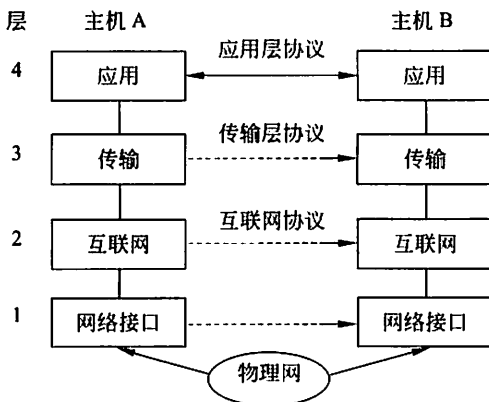 层 主机 A 主机 B
4 应用 应用层协议 应用
3 传输 传输层协议 传输
2 互联网 互联网协议 互联网
1 网络接口 网络接口
物理网